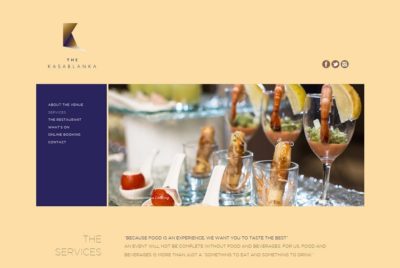 THE
KASABLANKA
ABOUT THE VENUE
SERVICES
THE RESTAURANT
WHAT'S ON
ONLINE BOOKING
CONTACT
THE
SERVICES
"BECAUSE FOOD IS AN EXPERIENCE, WE WANT YOU TO TASTE THE BEST"
AN EVENT WILL NOT BE COMPLETE WITHOUT FOOD AND BEVERAGES. FOR US, FOOD AND
BEVERAGES IS MORE THAN JUST A "SOMETHING TO EAT AND SOMETHING TO DRINK"